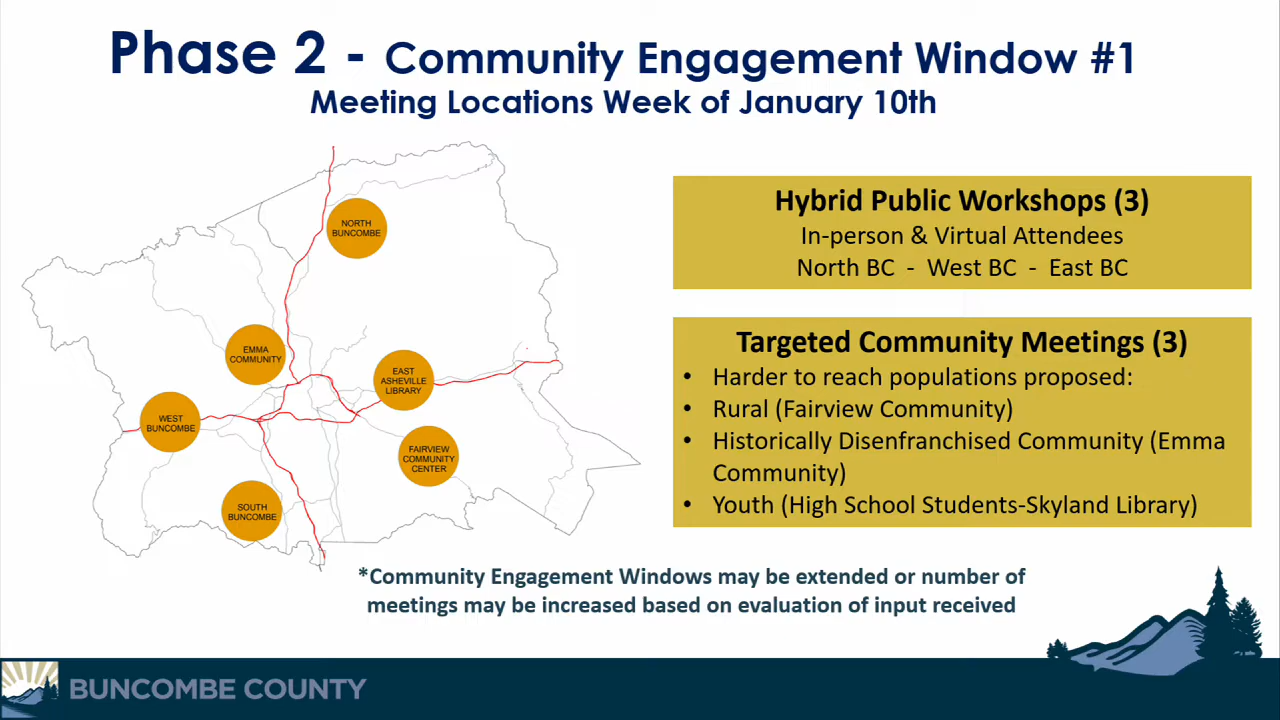 Phase 2 - Community Engagement Window #1
Meeting Locations Week of January 10th
NORTH
BUNCOMBE
EMMA
COMMUNITY
EAST
ASHEVILLE
LIBRARY
WEST
BUNCOMBE
FAIRVIEW
COMMUNITY
CENTER
SOUTH
BUNCOMBE
Hybrid Public Workshops (3)
In-person & Virtual Attendees
North BC - West BC - East BC
Targeted Community Meetings (3)
• Harder to reach populations proposed:
• Rural (Fairview Community)
• Historically Disenfranchised Community (Emma
Community)
• Youth (High School Students-Skyland Library)
*Community Engagement Windows may be extended or number of
meetings may be increased based on evaluation of input received
BUNCOMBE COUNTY